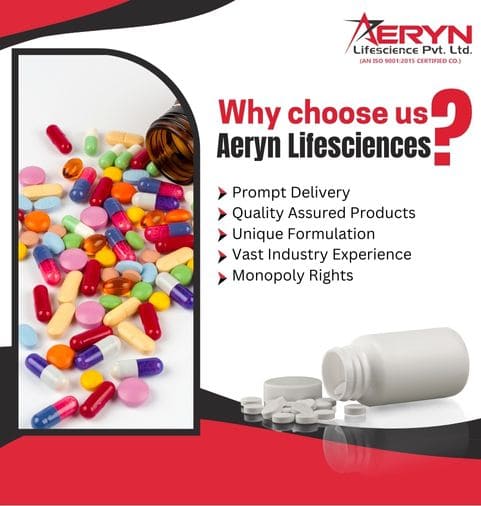 AERYN
Lifescience Pvt. Ltd.
(AN ISO 9001:2015 CERTIFIED CO.)
Why choose us
Aeryn Lifesciences?
Prompt Delivery
Quality Assured Products
Unique Formulation
Vast Industry Experience
Monopoly Rights